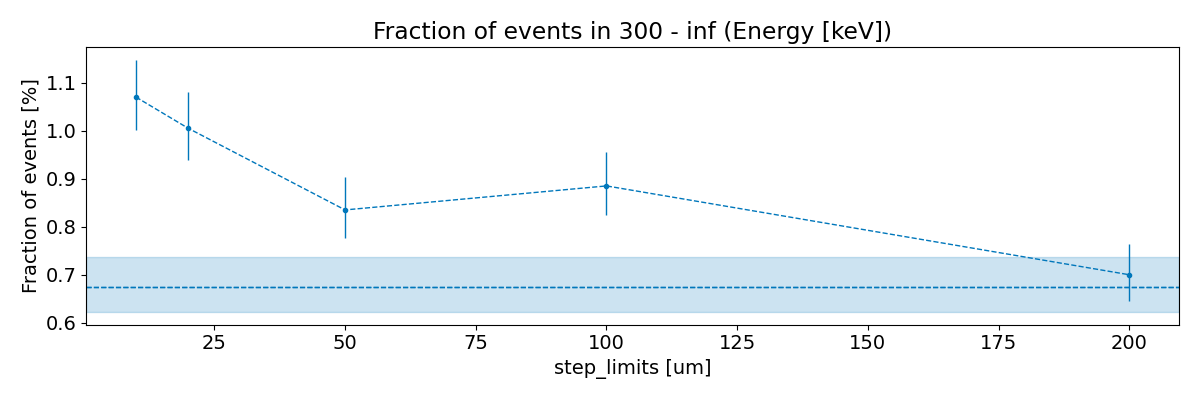 Fraction of events in 300 - inf (Energy [keV])
Fraction of events [%]
1.1
1.0
0.9
0.8
0.7
0.6
25 50 75 100 125 150 175 200
step_limits [um]